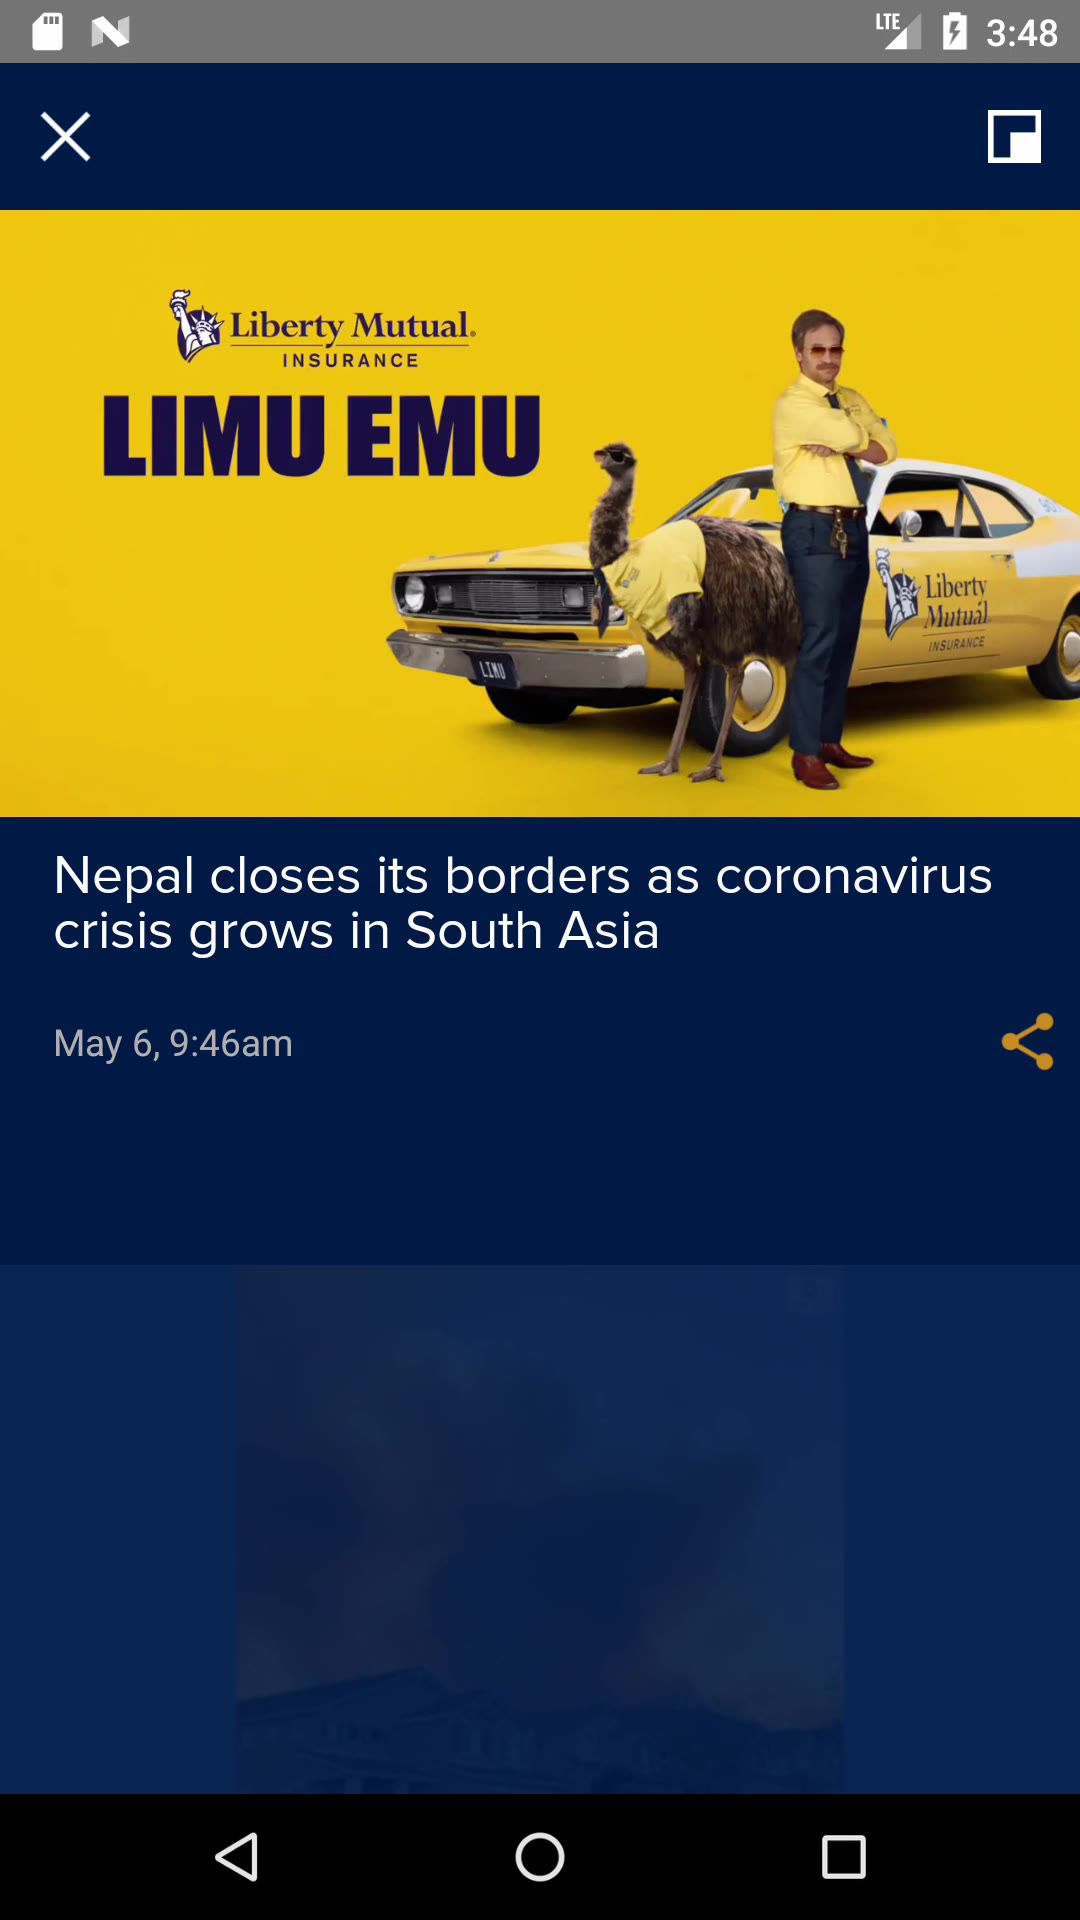 LTE 3:48
Liberty Mutual
INSURANCE
LIMU EMU
Liberty
Mutual
INSURANCE
LIMU
Nepal closes its borders as coronavirus
crisis grows in South Asia
May 6, 9:46am